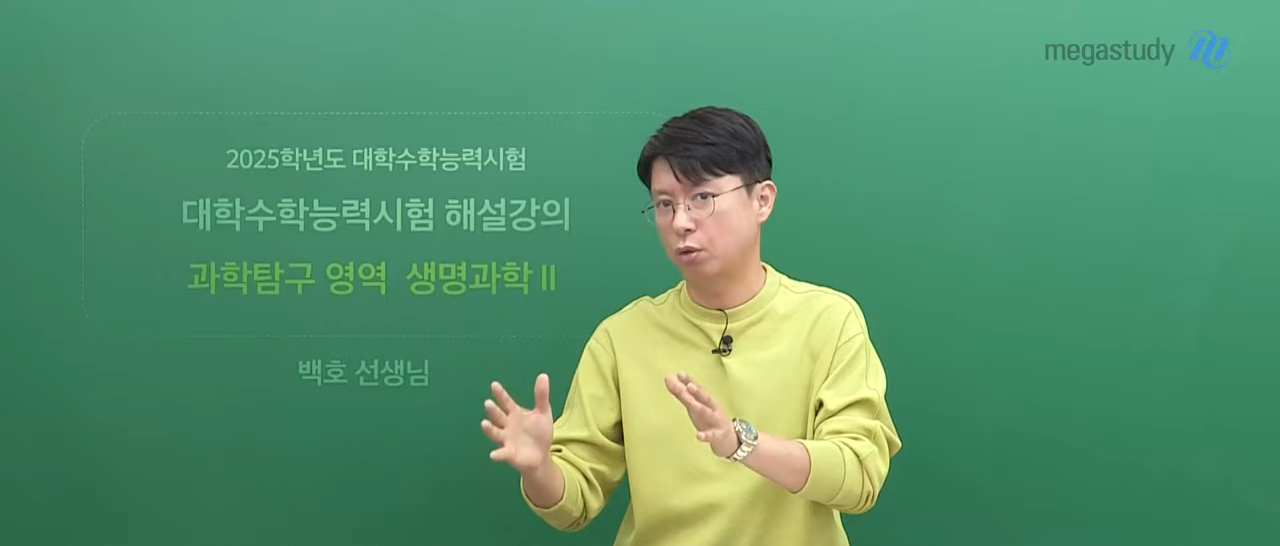 megastudy
2025학년도 대학수학능력시험
대학수학능력시험 해설강의
과학탐구 영역 생명과학 II
백호 선생님